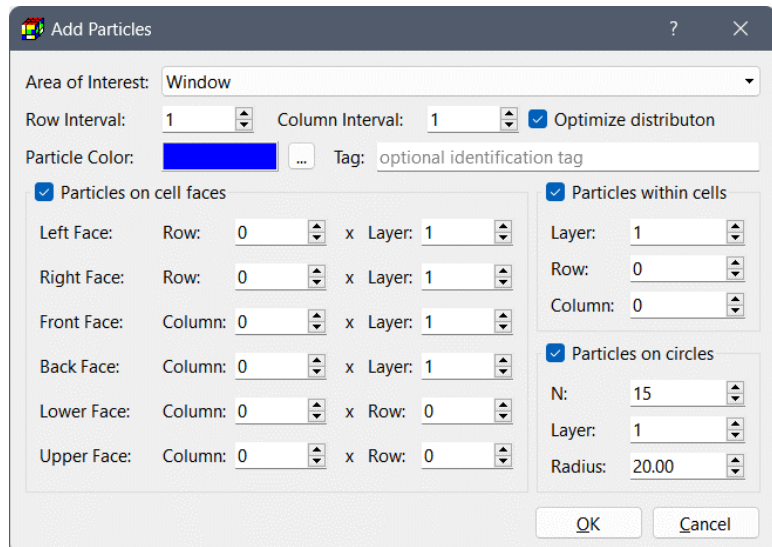 Add Particles
Area of Interest: Window
Row Interval: 1 Column Interval: 1 Optimize distributon
Particle Color: ... Tag: optional identification tag
Particles on cell faces
Left Face: Row: 0 x Layer: 1
Right Face: Row: 0 x Layer: 1
Front Face: Column: 0 x Layer: 1
Back Face: Column: 0 x Layer: 1
Lower Face: Column: 0 x Row: 0
Upper Face: Column: 0 x Row: 0
Particles within cells
Layer: 1
Row: 0
Column: 0
Particles on circles
N: 15
Layer: 1
Radius: 20.00
OK Cancel